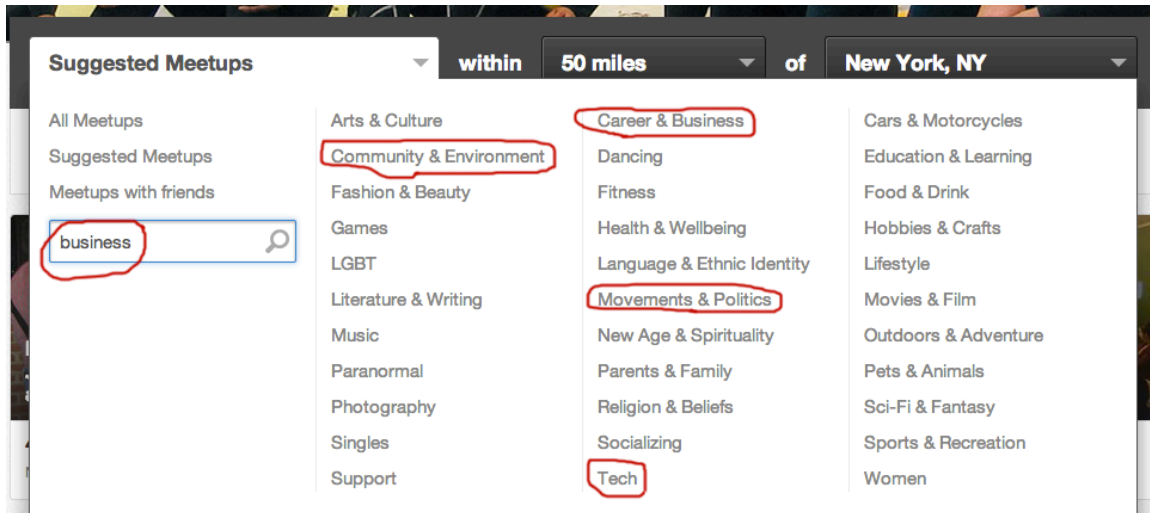 Suggested Meetups within 50 miles of New York, NY
All Meetups
Suggested Meetups
Meetups with friends
business
Arts & Culture
Community & Environment
Fashion & Beauty
Games
LGBT
Literature & Writing
Music
Paranormal
Photography
Singles
Support
Career & Business
Dancing
Fitness
Health & Wellbeing
Language & Ethnic Identity
Movements & Politics
New Age & Spirituality
Parents & Family
Religion & Beliefs
Socializing
Tech
Cars & Motorcycles
Education & Learning
Food & Drink
Hobbies & Crafts
Lifestyle
Movies & Film
Outdoors & Adventure
Pets & Animals
Sci-Fi & Fantasy
Sports & Recreation
Women